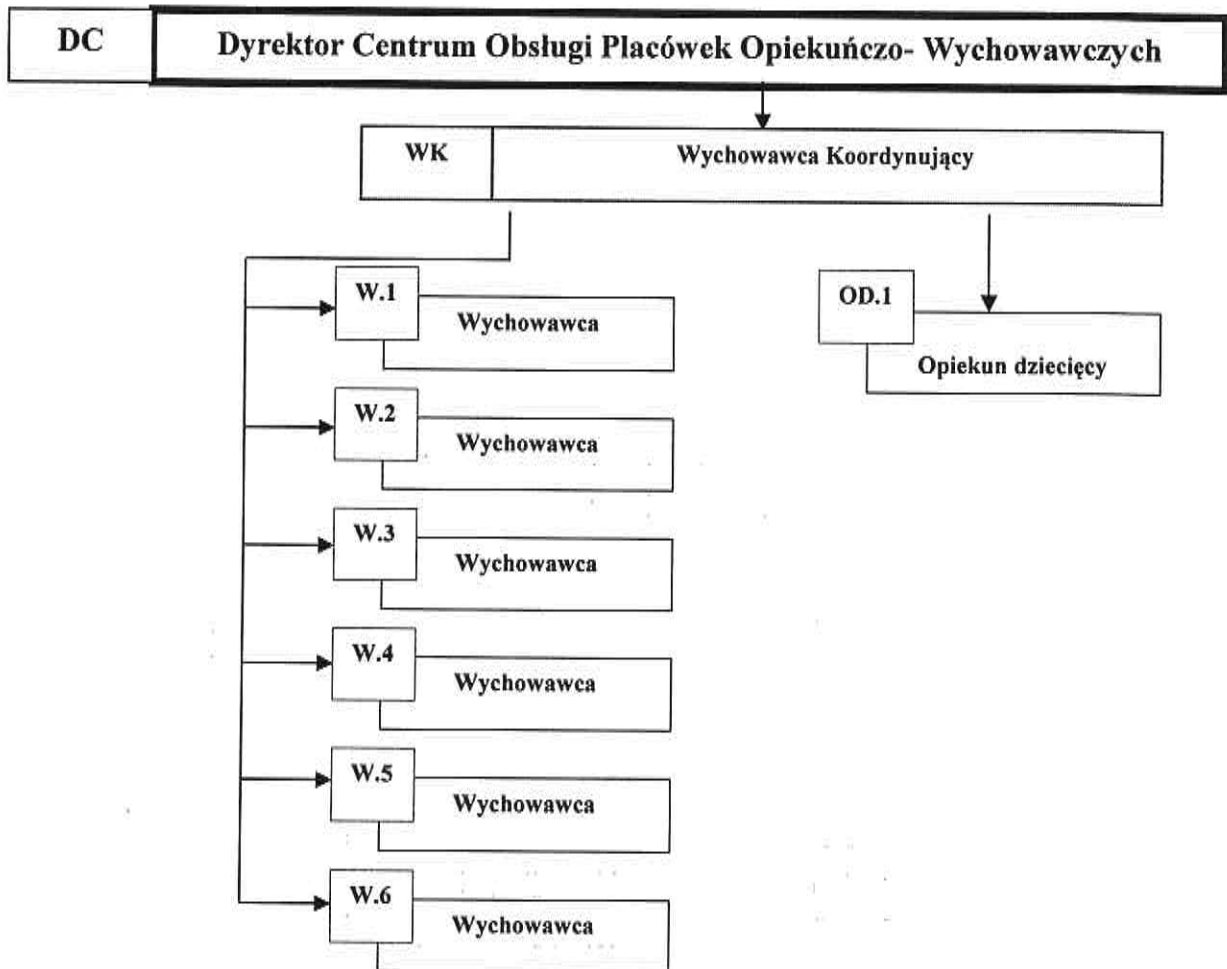 DC Dyrektor Centrum Obsługi Placówek Opiekuńczo- Wychowawczych
WK Wychowawca Koordynujący
W.1
Wychowawca
OD.1
Opiekun dziecięcy
W.2
Wychowawca
W.3
Wychowawca
W.4
Wychowawca
W.5
Wychowawca
W.6
Wychowawca